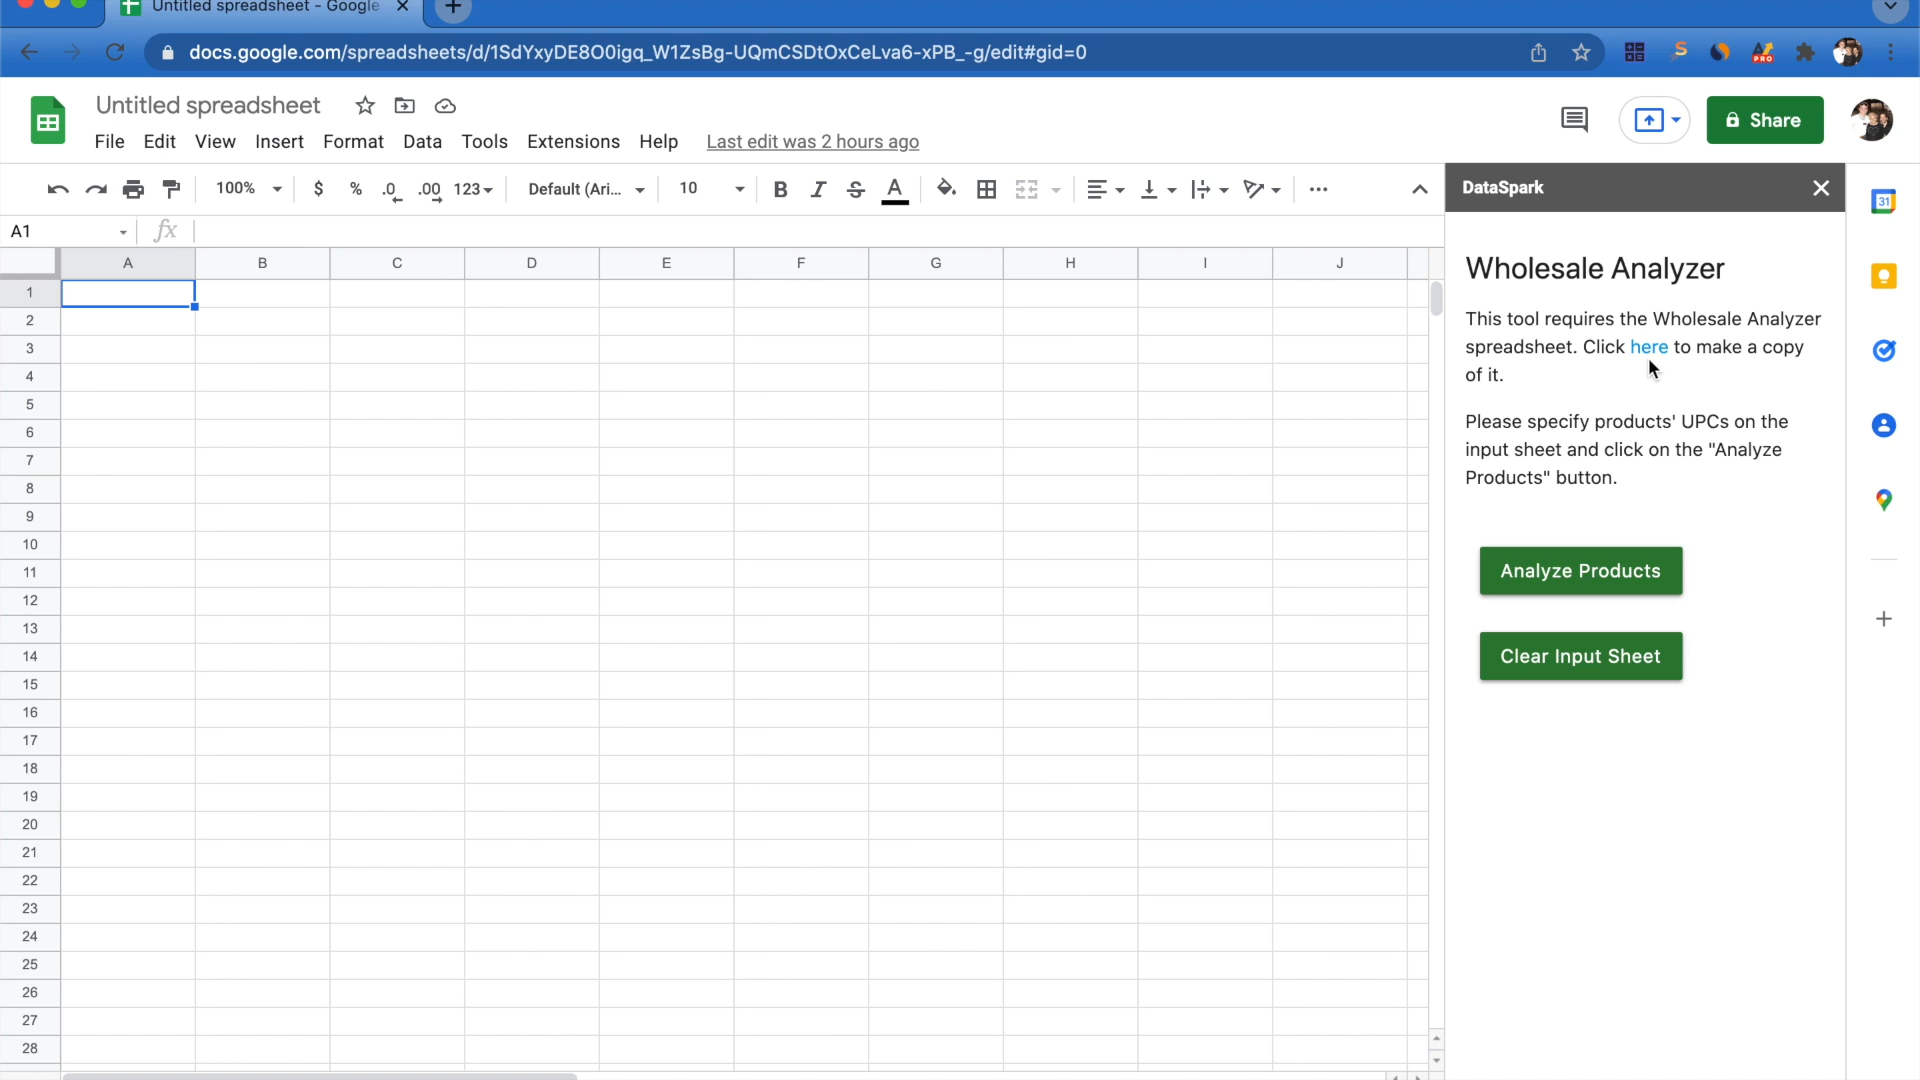 Untitled spreadsheet - Google
docs.google.com/spreadsheets/d/1SdYxyDE8O0igq_W1ZsBg-UQmCSDtOxCeLva6-xPB_-g/edit#gid=0
PRO
Untitled spreadsheet
Share
File Edit View Insert Format Data Tools Extensions Help Last edit was 2 hours ago
100% $ % .0 .00 123 Default (Ari... 10 B I S A
DataSpark
31
A1 fx
A B C D E F G H I J
Wholesale Analyzer
This tool requires the Wholesale Analyzer
spreadsheet. Click here to make a copy
of it.
Please specify products' UPCs on the
input sheet and click on the "Analyze
Products" button.
Analyze Products
Clear Input Sheet
1
2
3
4
5
6
7
8
9
10
11
12
13
14
15
16
17
18
19
20
21
22
23
24
25
26
27
28